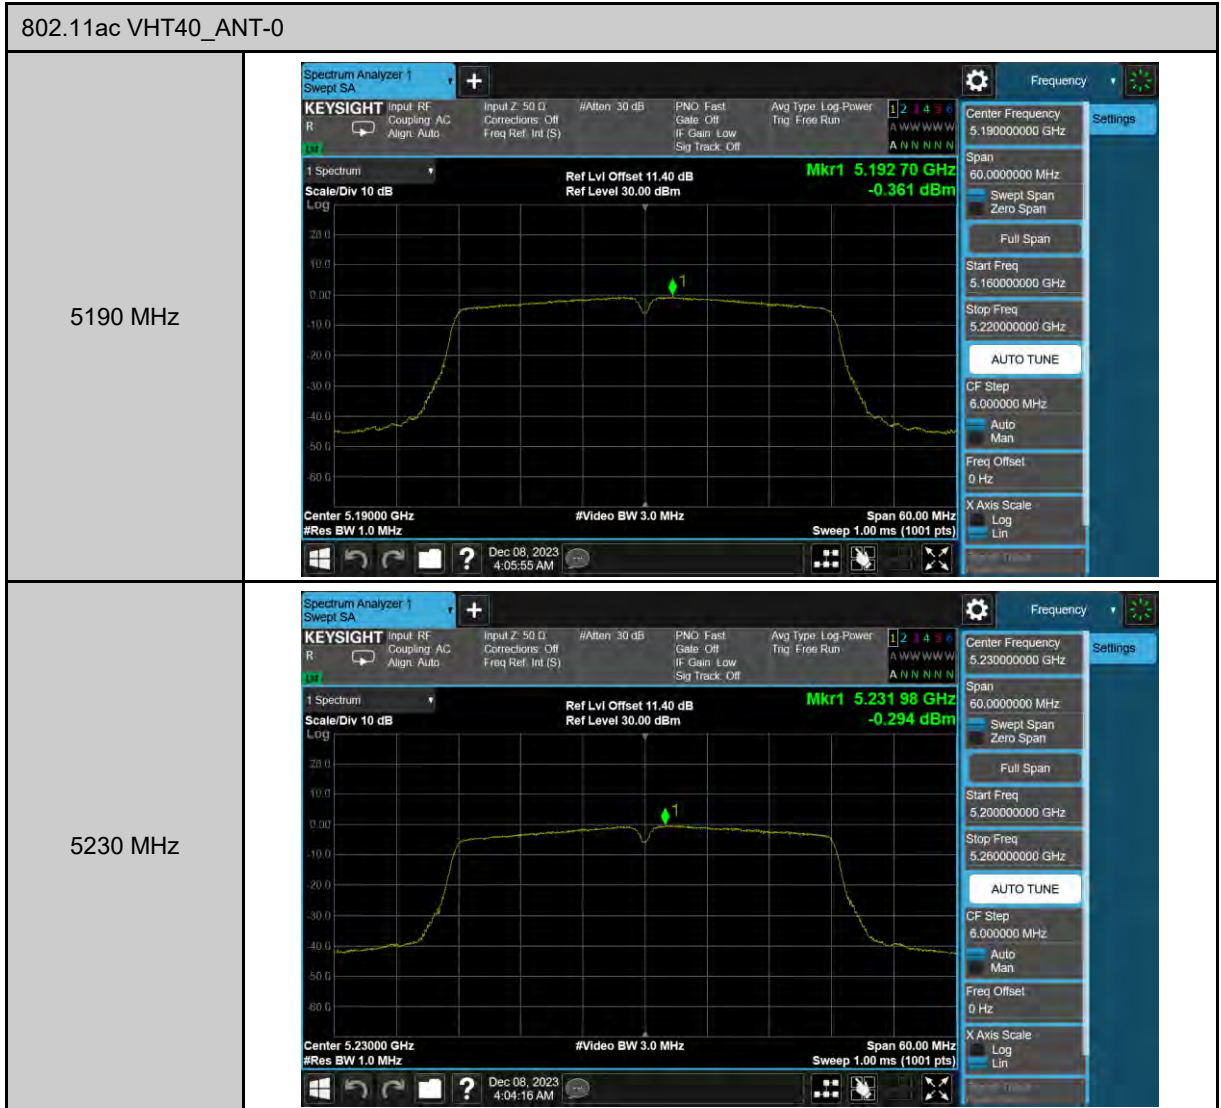 802.11ac VHT40_ANT-0
5190 MHz
Spectrum Analyzer 1
Swept SA
Frequency
KEYSIGHT
R
Input: RF
Coupling: AC
Align: Auto
Input Z: 50 Ω
Corrections: Off
Freq Ref: Int (S)
#Atten: 30 dB
PNO: Fast
Gate: Off
IF Gain: Low
Sig Track: Off
Avg Type: Log-Power
Trig: Free Run
1 2 3 4 5 6
A W W W W W
A N N N N N
Settings
Center Frequency
5.190000000 GHz
Span
60.0000000 MHz
Swept Span
Zero Span
Full Span
Start Freq
5.160000000 GHz
Stop Freq
5.220000000 GHz
AUTO TUNE
CF Step
6.000000 MHz
Auto
Man
Freq Offset
0 Hz
X Axis Scale
Log
Lin
1 Spectrum
Scale/Div 10 dB
Log
Ref Lvl Offset 11.40 dB
Ref Level 30.00 dBm
Mkr1 5.192 70 GHz
-0.361 dBm
1
20.0
10.0
0.00
-10.0
-20.0
-30.0
-40.0
-50.0
-60.0
Center 5.19000 GHz
#Res BW 1.0 MHz
#Video BW 3.0 MHz
Span 60.00 MHz
Sweep 1.00 ms (1001 pts)
?
Dec 08, 2023
4:05:55 AM
5230 MHz
Spectrum Analyzer 1
Swept SA
Frequency
KEYSIGHT
R
Input: RF
Coupling: AC
Align: Auto
Input Z: 50 Ω
Corrections: Off
Freq Ref: Int (S)
#Atten: 30 dB
PNO: Fast
Gate: Off
IF Gain: Low
Sig Track: Off
Avg Type: Log-Power
Trig: Free Run
1 2 3 4 5 6
A W W W W W
A N N N N N
Settings
Center Frequency
5.230000000 GHz
Span
60.0000000 MHz
Swept Span
Zero Span
Full Span
Start Freq
5.200000000 GHz
Stop Freq
5.260000000 GHz
AUTO TUNE
CF Step
6.000000 MHz
Auto
Man
Freq Offset
0 Hz
X Axis Scale
Log
Lin
1 Spectrum
Scale/Div 10 dB
Log
Ref Lvl Offset 11.40 dB
Ref Level 30.00 dBm
Mkr1 5.231 98 GHz
-0.294 dBm
1
20.0
10.0
0.00
-10.0
-20.0
-30.0
-40.0
-50.0
-60.0
Center 5.23000 GHz
#Res BW 1.0 MHz
#Video BW 3.0 MHz
Span 60.00 MHz
Sweep 1.00 ms (1001 pts)
?
Dec 08, 2023
4:04:16 AM